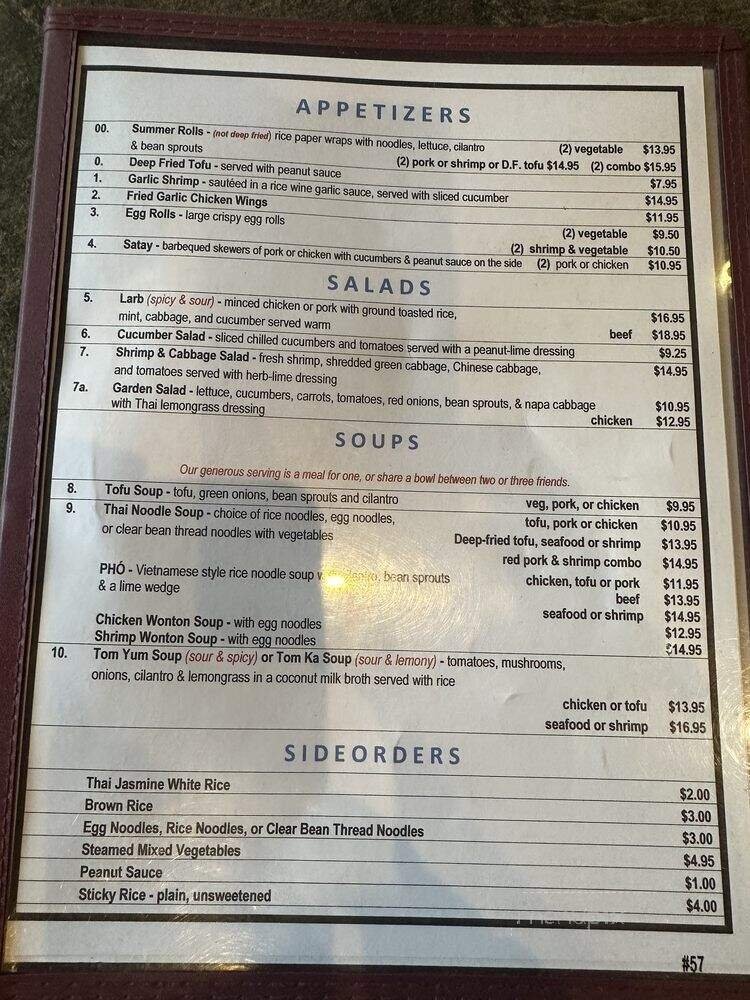 APPETIZERS
00. Summer Rolls - (not deep fried) rice paper wraps with noodles, lettuce, cilantro
& bean sprouts (2) vegetable $13.95
(2) pork or shrimp or D.F. tofu $14.95 (2) combo $15.95
0. Deep Fried Tofu - served with peanut sauce $7.95
1. Garlic Shrimp - sautéed in a rice wine garlic sauce, served with sliced cucumber $14.95
2. Fried Garlic Chicken Wings $11.95
3. Egg Rolls - large crispy egg rolls (2) vegetable $9.50
(2) shrimp & vegetable $10.50
4. Satay - barbequed skewers of pork or chicken with cucumbers & peanut sauce on the side (2) pork or chicken $10.95
SALADS
5. Larb (spicy & sour) - minced chicken or pork with ground toasted rice,
mint, cabbage, and cucumber served warm $16.95
beef $18.95
6. Cucumber Salad - sliced chilled cucumbers and tomatoes served with a peanut-lime dressing $9.25
7. Shrimp & Cabbage Salad - fresh shrimp, shredded green cabbage, Chinese cabbage,
and tomatoes served with herb-lime dressing $14.95
7a. Garden Salad - lettuce, cucumbers, carrots, tomatoes, red onions, bean sprouts, & napa cabbage
with Thai lemongrass dressing $10.95
chicken $12.95
SOUPS
Our generous serving is a meal for one, or share a bowl between two or three friends.
8. Tofu Soup - tofu, green onions, bean sprouts and cilantro veg, pork, or chicken $9.95
9. Thai Noodle Soup - choice of rice noodles, egg noodles, tofu, pork or chicken $10.95
or clear bean thread noodles with vegetables Deep-fried tofu, seafood or shrimp $13.95
red pork & shrimp combo $14.95
PHÓ - Vietnamese style rice noodle soup bean sprouts chicken, tofu or pork $11.95
& a lime wedge beef $13.95
seafood or shrimp $14.95
Chicken Wonton Soup - with egg noodles $12.95
Shrimp Wonton Soup - with egg noodles $14.95
10. Tom Yum Soup (sour & spicy) or Tom Ka Soup (sour & lemony) - tomatoes, mushrooms,
onions, cilantro & lemongrass in a coconut milk broth served with rice
chicken or tofu $13.95
seafood or shrimp $16.95
SIDEORDERS
Thai Jasmine White Rice $2.00
Brown Rice $3.00
Egg Noodles, Rice Noodles, or Clear Bean Thread Noodles $3.00
Steamed Mixed Vegetables $4.95
Peanut Sauce $1.00
Sticky Rice - plain, unsweetened $4.00
#57